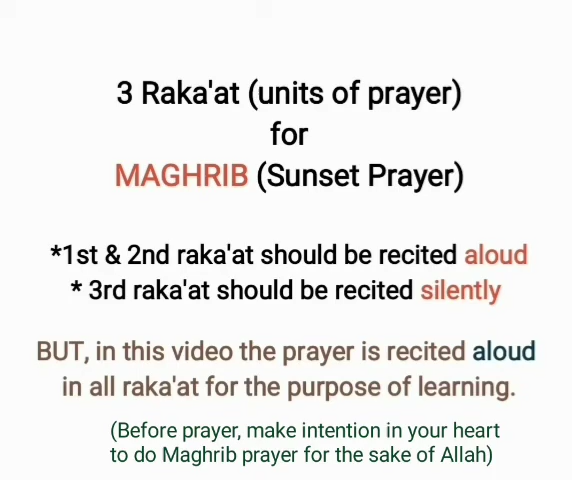 3 Raka'at (units of prayer)
for
MAGHRIB (Sunset Prayer)
*1st & 2nd raka'at should be recited aloud
* 3rd raka'at should be recited silently
BUT, in this video the prayer is recited aloud
in all raka'at for the purpose of learning.
(Before prayer, make intention in your heart
to do Maghrib prayer for the sake of Allah)